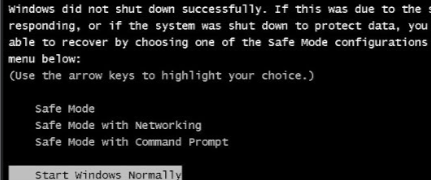 Windows did not shut down successfully. If this was due to the
responding, or if the system was shut down to protect data, you
able to recover by choosing one of the Safe Mode configurations
menu below:
(Use the arrow keys to highlight your choice.)
Safe Mode
Safe Mode with Networking
Safe Mode with Command Prompt
Start Windows Normally